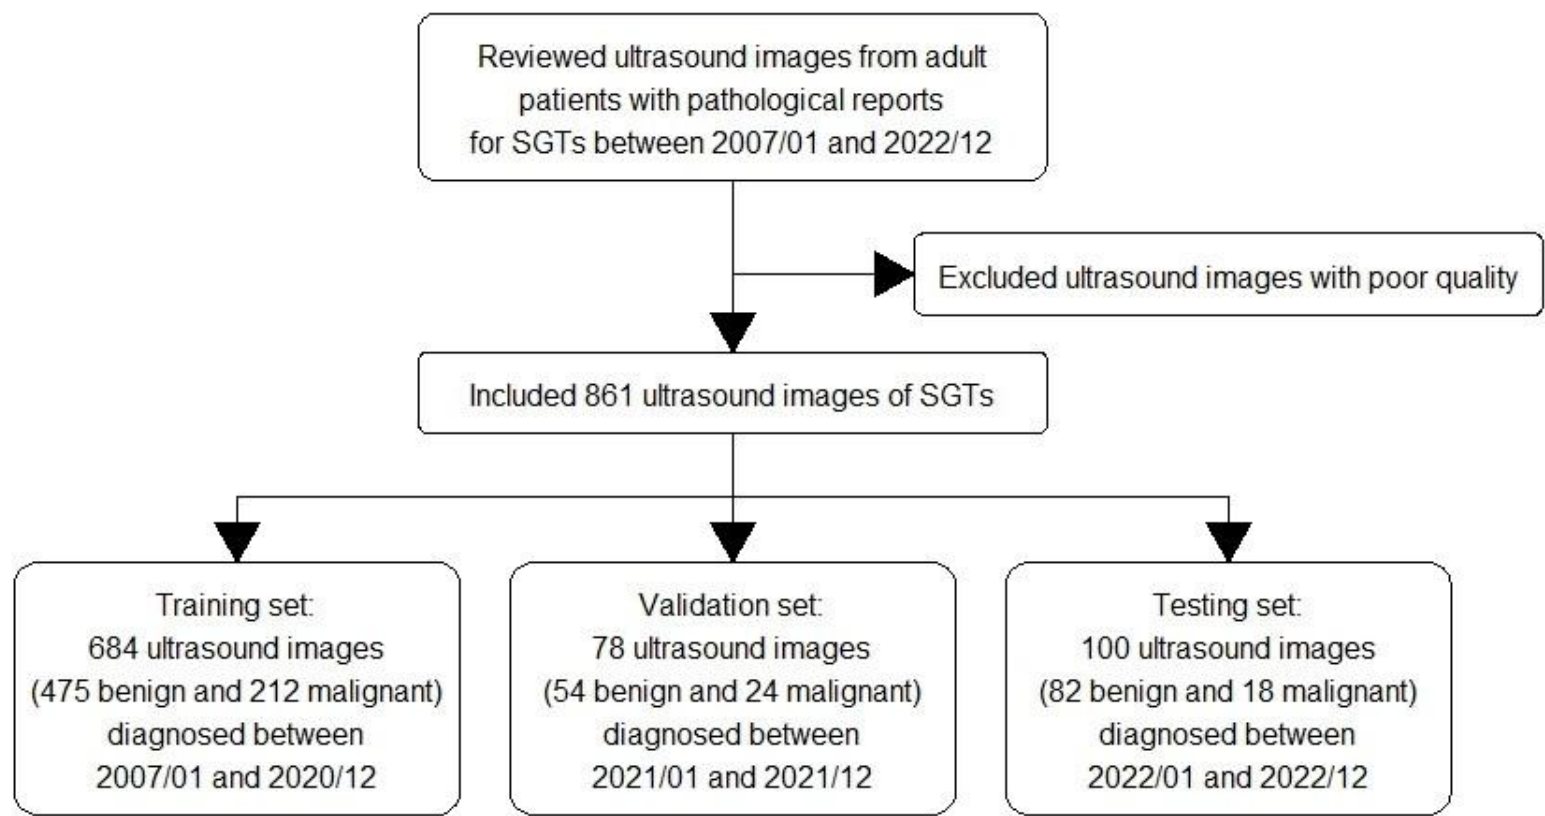 Reviewed ultrasound images from adult
patients with pathological reports
for SGTs between 2007/01 and 2022/12
Excluded ultrasound images with poor quality
Included 861 ultrasound images of SGTs
Training set:
684 ultrasound images
(475 benign and 212 malignant)
diagnosed between
2007/01 and 2020/12
Validation set:
78 ultrasound images
(54 benign and 24 malignant)
diagnosed between
2021/01 and 2021/12
Testing set:
100 ultrasound images
(82 benign and 18 malignant)
diagnosed between
2022/01 and 2022/12